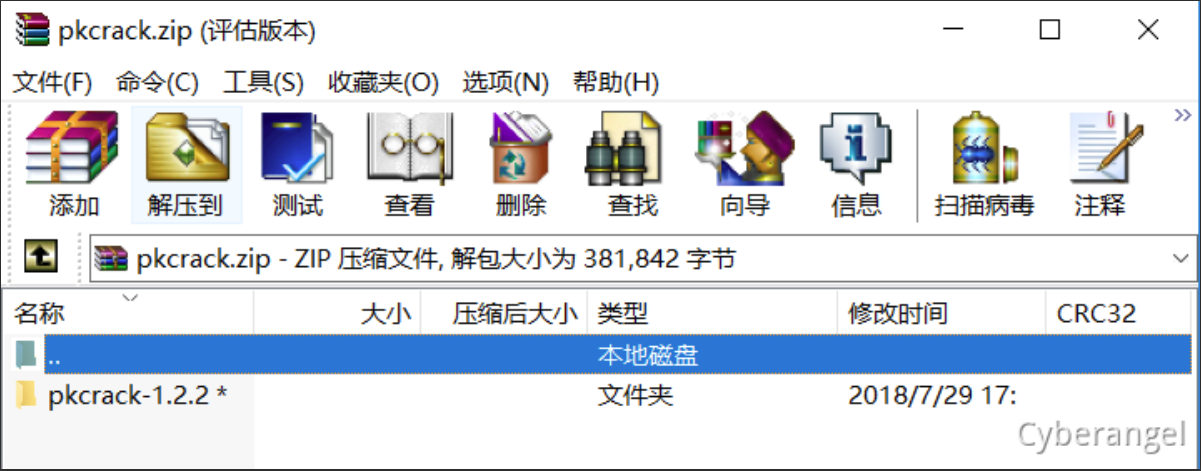 pkcrack.zip (评估版本)
文件(F) 命令(C) 工具(S) 收藏夹(O) 选项(N) 帮助(H)
添加 解压到 测试 查看 删除 查找 向导 信息 扫描病毒 注释
pkcrack.zip - ZIP 压缩文件, 解包大小为 381,842 字节
名称 大小 压缩后大小 类型 修改时间 CRC32
.. 本地磁盘
pkcrack-1.2.2 * 文件夹 2018/7/29 17:
Cyberangel